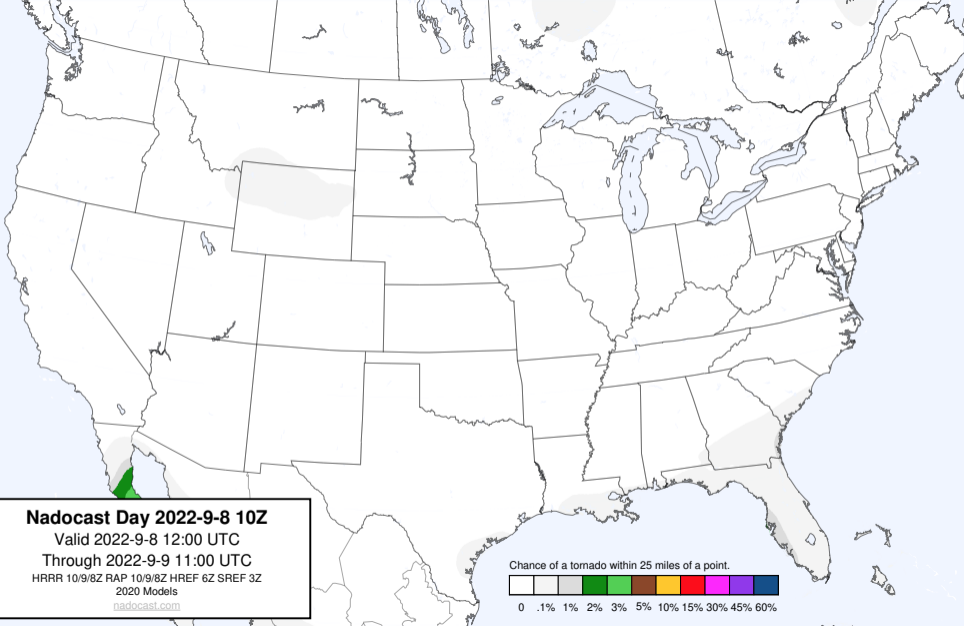 Nadocast Day 2022-9-8 10Z
Valid 2022-9-8 12:00 UTC
Through 2022-9-9 11:00 UTC
HRRR 10/9/8Z RAP 10/9/8Z HREF 6Z SREF 3Z
2020 Models
nadocast.com
Chance of a tornado within 25 miles of a point.
0 .1% 1% 2% 3% 5% 10% 15% 30% 45% 60%